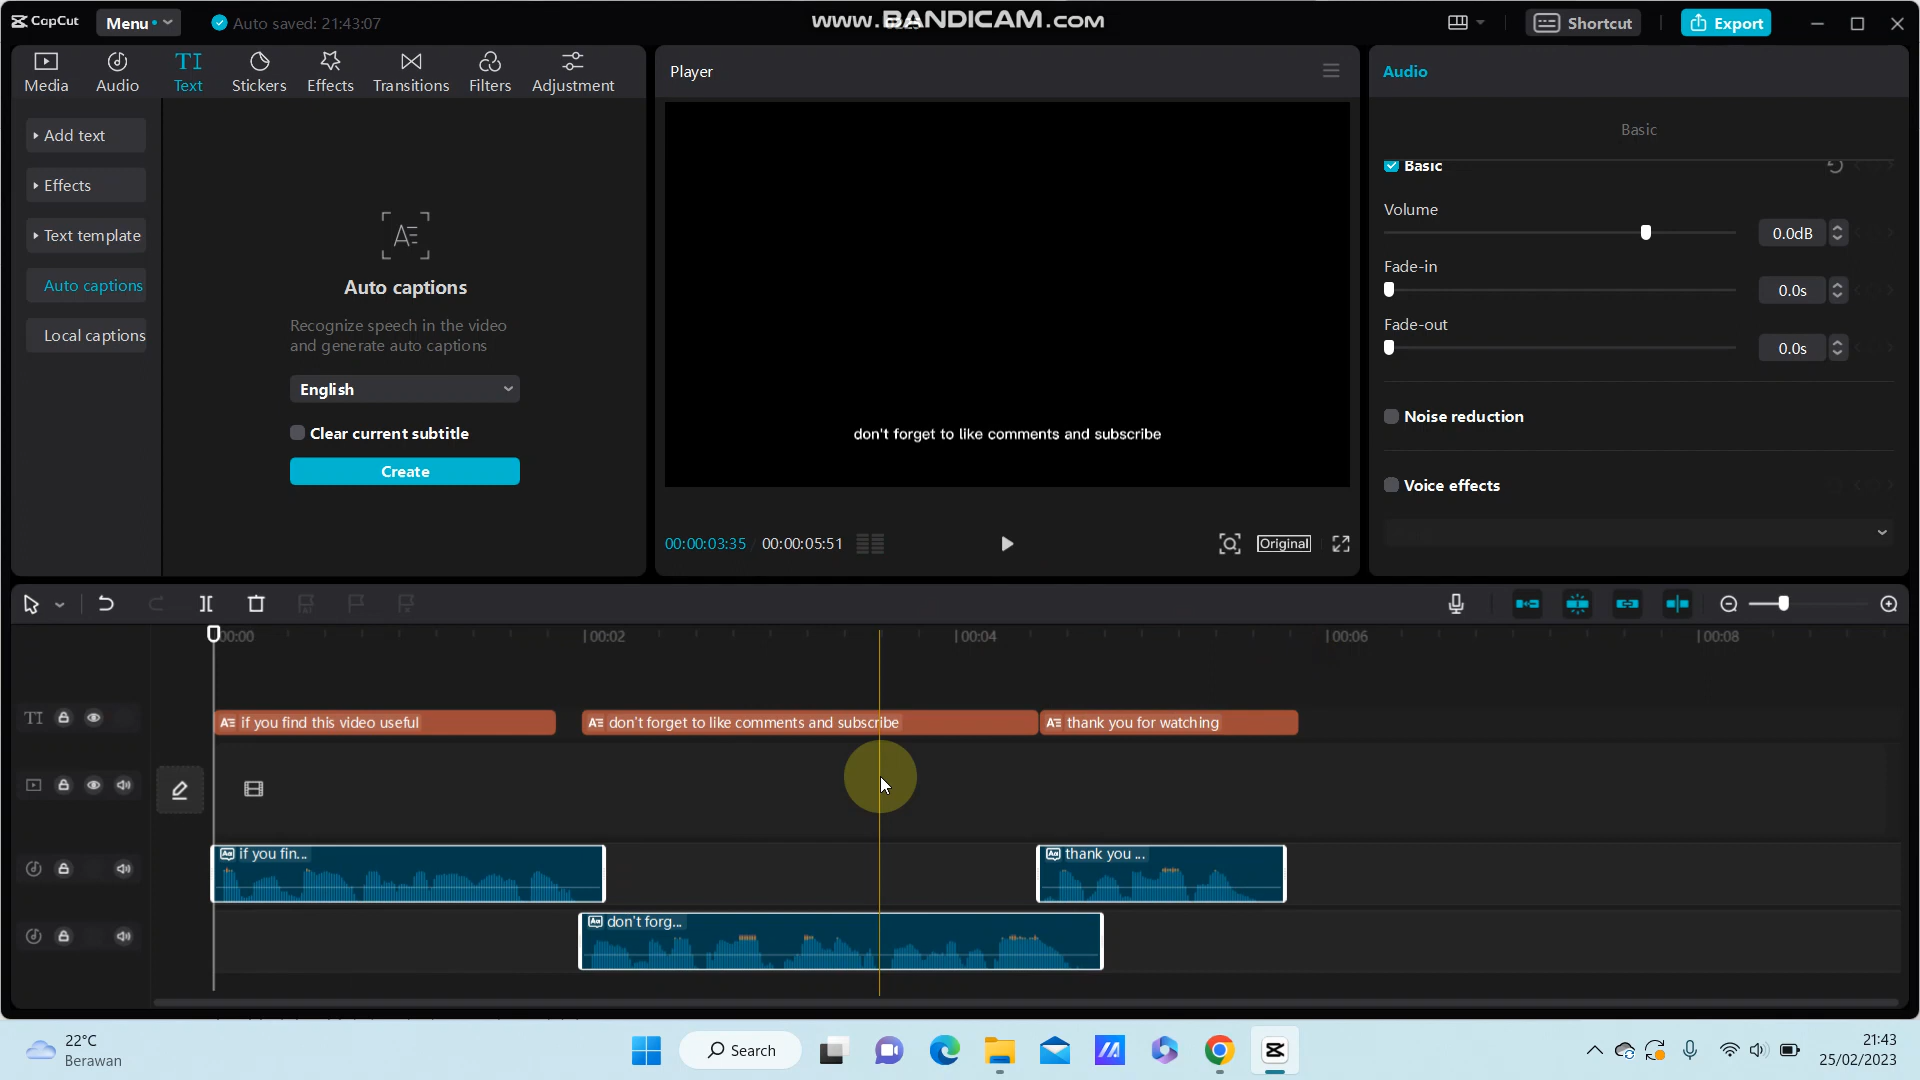 CapCut
Menu
Auto saved: 21:43:07
www.BANDICAM.com
Shortcut
Export
Media
Audio
TI
Text
Stickers
Effects
Transitions
Filters
Adjustment
Player
Audio
Add text
Effects
Text template
Auto captions
Local captions
Auto captions
Recognize speech in the video
and generate auto captions
English
Clear current subtitle
Create
don't forget to like comments and subscribe
00:00:03:35
00:00:05:51
Original
Basic
Basic
Volume
0.0dB
Fade-in
0.0s
Fade-out
0.0s
Noise reduction
Voice effects
00:00
00:02
00:04
00:06
00:08
TI
if you find this video useful
don't forget to like comments and subscribe
thank you for watching
if you fin...
thank you ...
don't forg...
22°C
Berawan
Search
21:43
25/02/2023